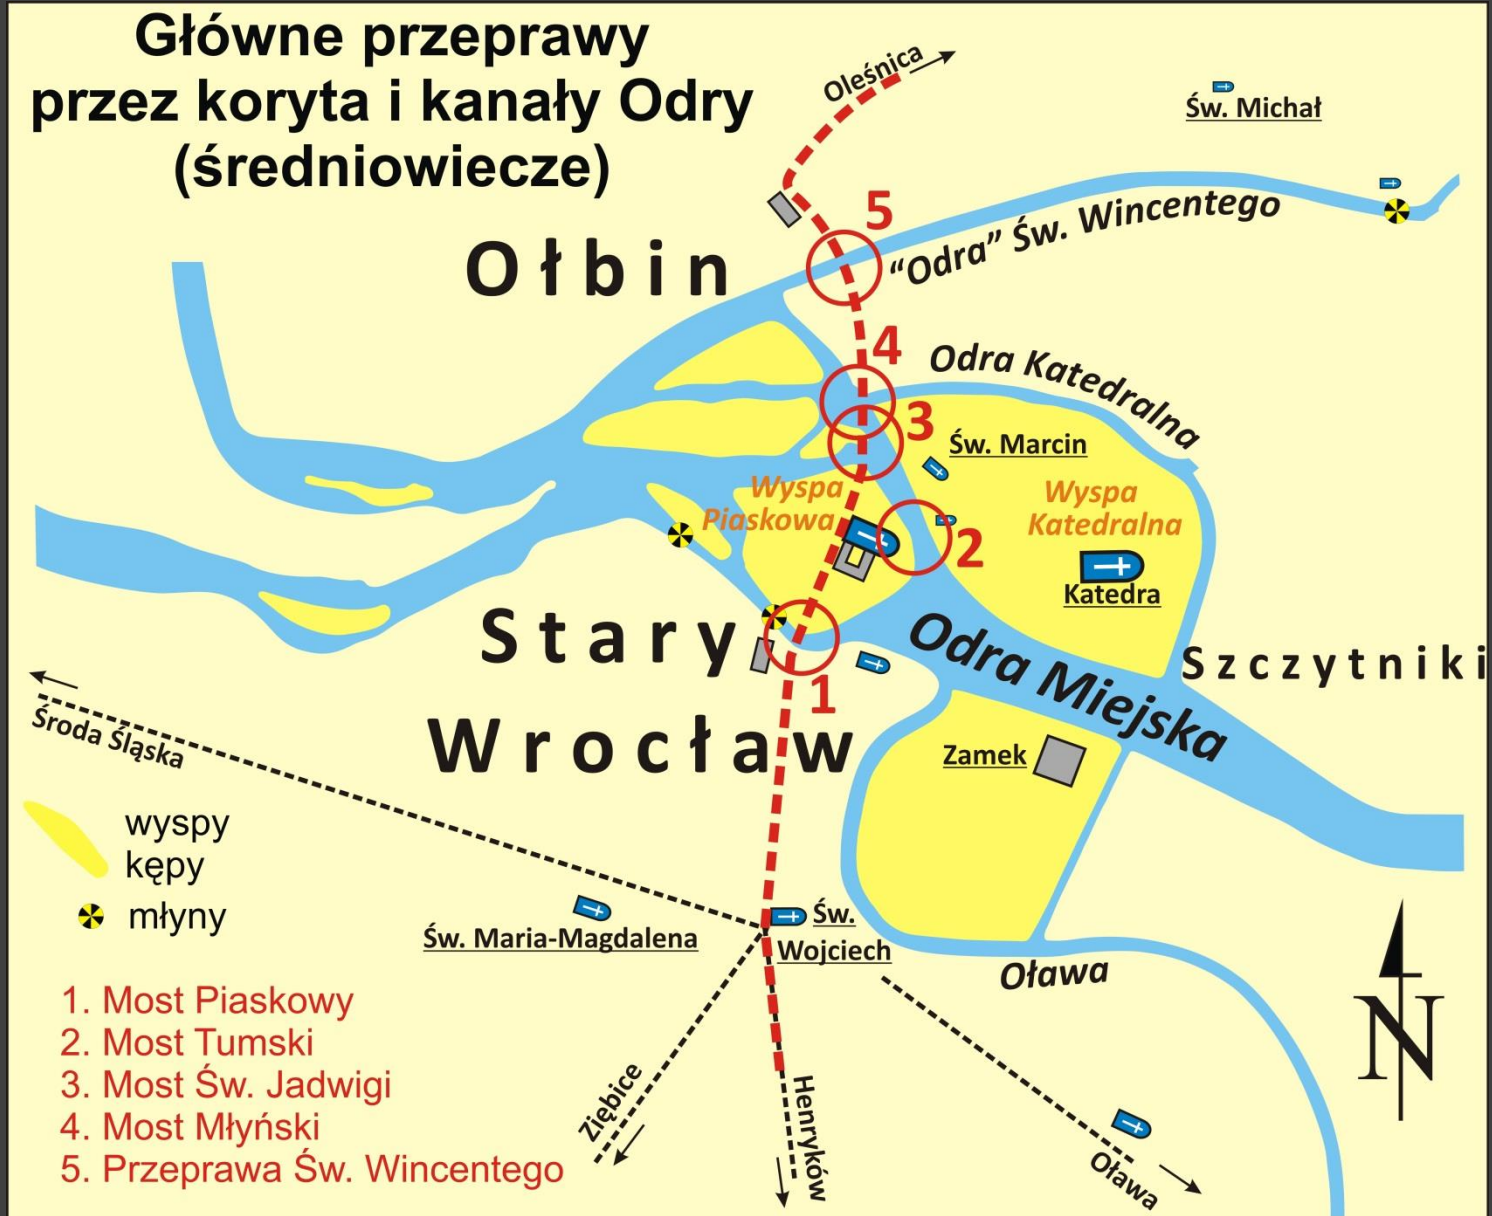 Główne przeprawy
przez koryta i kanały Odry
(średniowiecze)
Oleśnica
Św. Michał
5
“Odra” Św. Wincentego
Ołbin
4
Odra Katedralna
3
Św. Marcin
Wyspa
Piaskowa
Wyspa
Katedralna
2
Katedra
Stary
Wrocław
1
Odra Miejska
Szczytniki
Zamek
Środa Śląska
wyspy
kępy
młyny
Św. Maria-Magdalena
Św.
Wojciech
Oława
1. Most Piaskowy
2. Most Tumski
3. Most Św. Jadwigi
4. Most Młyński
5. Przeprawa Św. Wincentego
Ziębice
Henryków
Oława
N